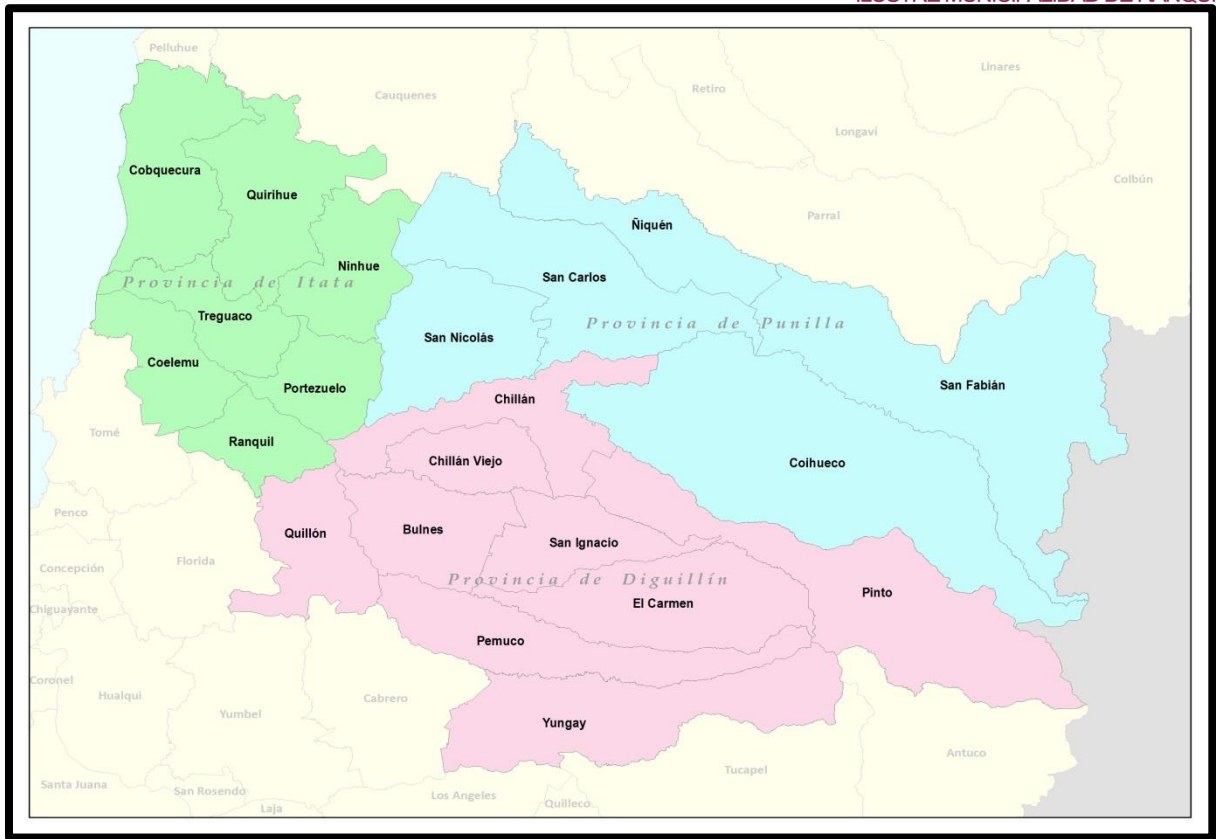 Pelluhue
Linares
Cauquenes
Retiro
Longaví
Colbún
Cobquecura
Quirihue
Parral
Ñiquén
Ninhue
San Carlos
Provincia de Itata
Treguaco
Provincia de Punilla
San Nicolás
Coelemu
San Fabián
Portezuelo
Chillán
Tomé
Ranquil
Chillán Viejo
Coihueco
Penco
Quillón
Bulnes
San Ignacio
Florida
Concepción
Provincia de Diguillín
Pinto
Chiguayante
El Carmen
Pemuco
Coronel
Hualqui
Cabrero
Yumbel
Yungay
Antuco
Tucapel
Santa Juana
San Rosendo
Los Angeles
Quilleco
Laja